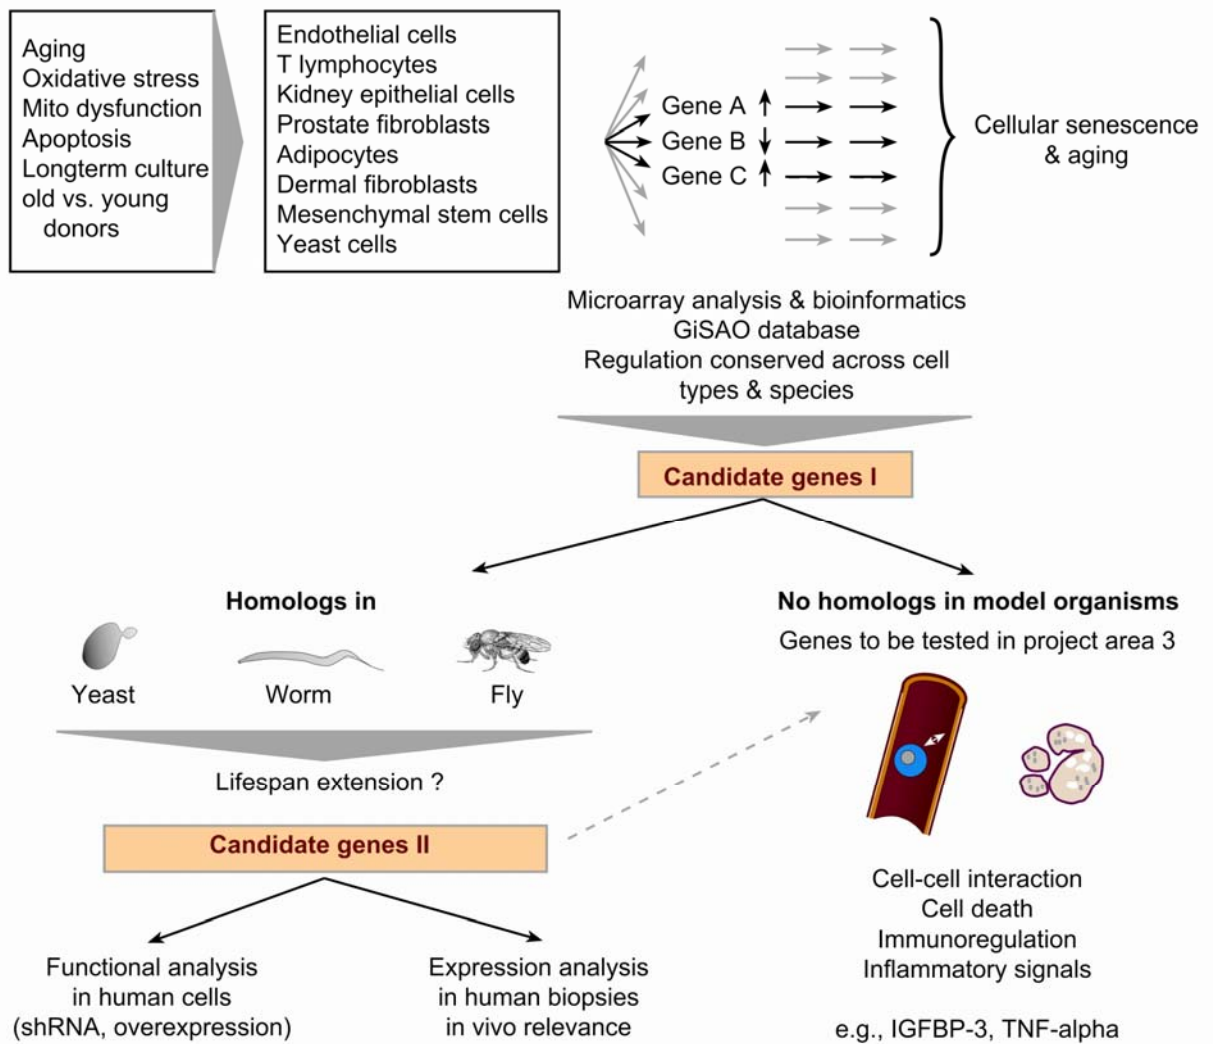 Aging
Oxidative stress
Mito dysfunction
Apoptosis
Longterm culture
old vs. young
donors
Endothelial cells
T lymphocytes
Kidney epithelial cells
Prostate fibroblasts
Adipocytes
Dermal fibroblasts
Mesenchymal stem cells
Yeast cells
Gene A
Gene B
Gene C
Cellular senescence
& aging
Microarray analysis & bioinformatics
GiSAO database
Regulation conserved across cell
types & species
Candidate genes I
Homologs in
Yeast
Worm
Fly
Lifespan extension ?
Candidate genes II
Functional analysis
in human cells
(shRNA, overexpression)
Expression analysis
in human biopsies
in vivo relevance
No homologs in model organisms
Genes to be tested in project area 3
Cell-cell interaction
Cell death
Immunoregulation
Inflammatory signals
e.g., IGFBP-3, TNF-alpha